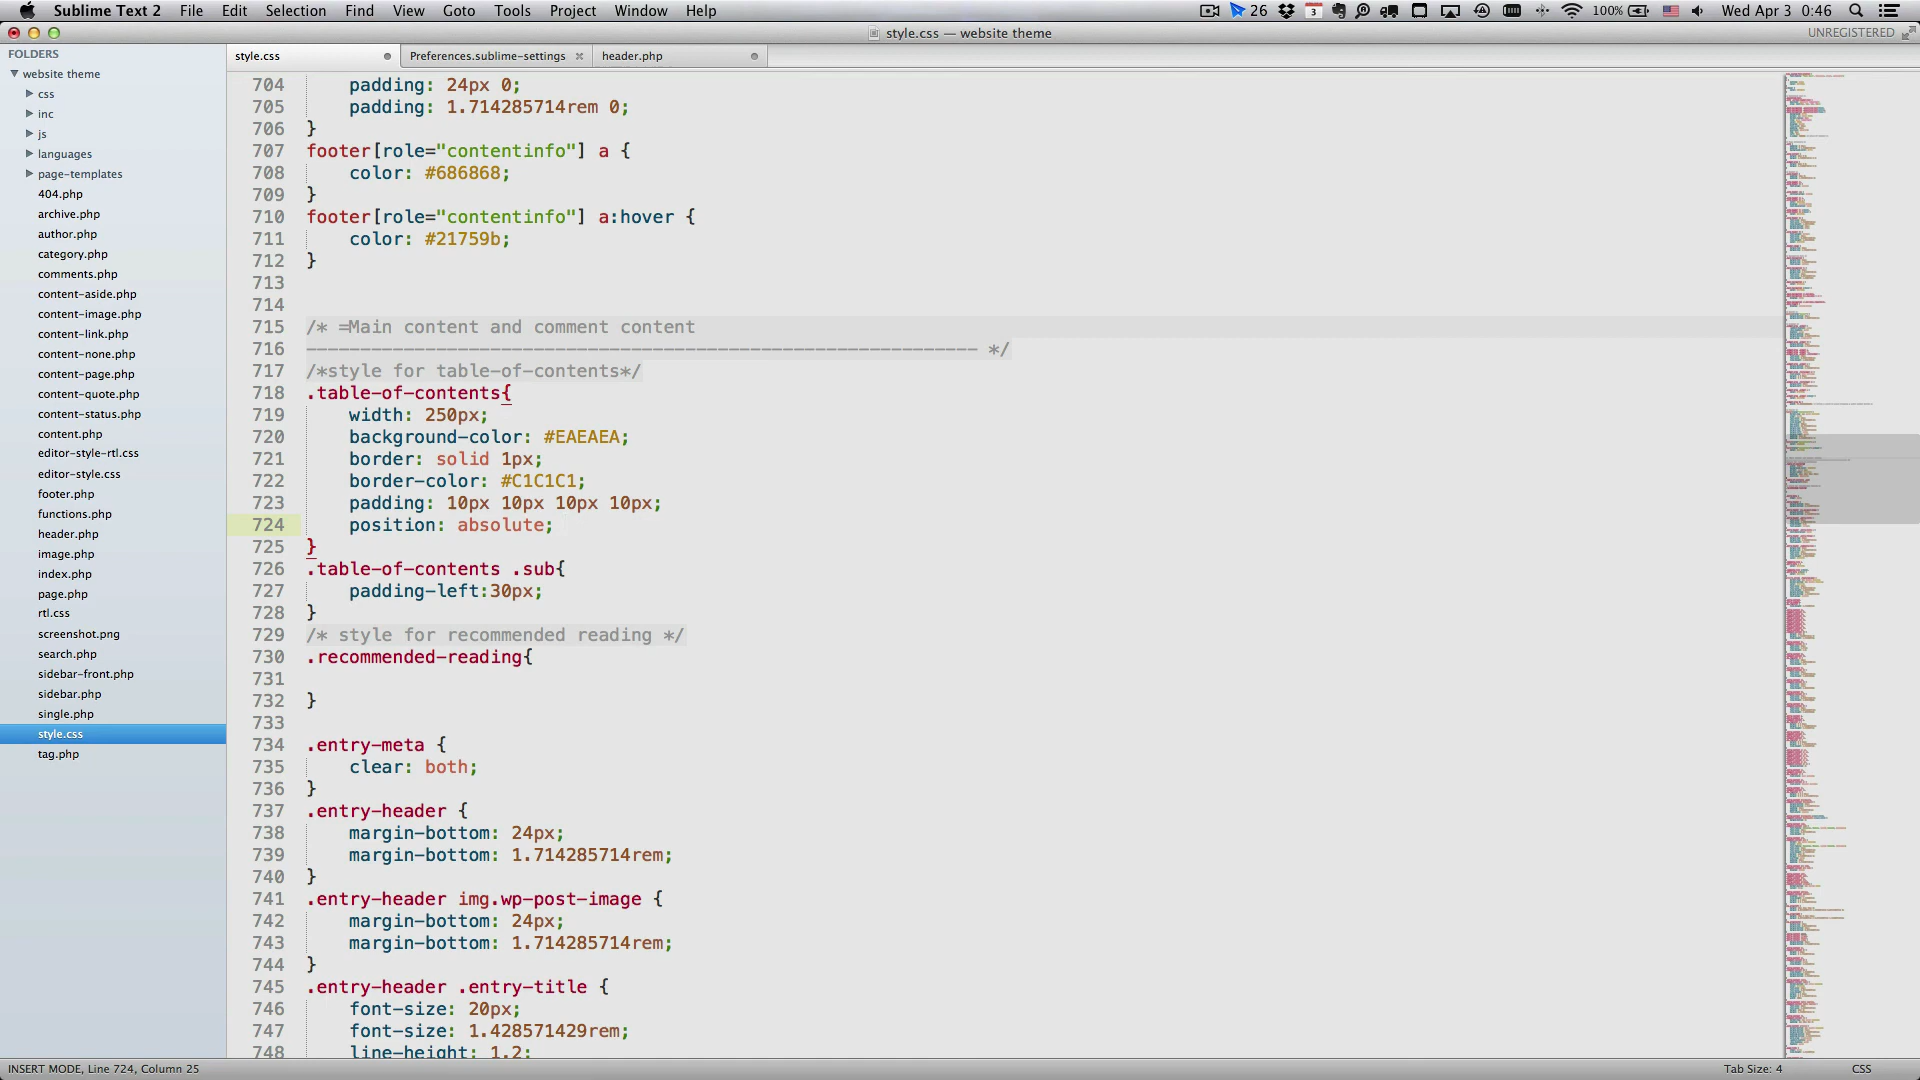 Sublime Text 2 File Edit Selection Find View Goto Tools Project Window Help 26 3 100% Wed Apr 3 0:46
style.css — website theme UNREGISTERED
FOLDERS
website theme
css
inc
js
languages
page-templates
404.php
archive.php
author.php
category.php
comments.php
content-aside.php
content-image.php
content-link.php
content-none.php
content-page.php
content-quote.php
content-status.php
content.php
editor-style-rtl.css
editor-style.css
footer.php
functions.php
header.php
image.php
index.php
page.php
rtl.css
screenshot.png
search.php
sidebar-front.php
sidebar.php
single.php
style.css
tag.php
style.css Preferences.sublime-settings header.php
704 padding: 24px 0;
705 padding: 1.714285714rem 0;
706 }
707 footer[role="contentinfo"] a {
708 color: #686868;
709 }
710 footer[role="contentinfo"] a:hover {
711 color: #21759b;
712 }
713
714
715 /* =Main content and comment content
716 -------------------------------------------------------------- */
717 /*style for table-of-contents*/
718 .table-of-contents{
719 width: 250px;
720 background-color: #EAEAEA;
721 border: solid 1px;
722 border-color: #C1C1C1;
723 padding: 10px 10px 10px 10px;
724 position: absolute;
725 }
726 .table-of-contents .sub{
727 padding-left:30px;
728 }
729 /* style for recommended reading */
730 .recommended-reading{
731
732 }
733
734 .entry-meta {
735 clear: both;
736 }
737 .entry-header {
738 margin-bottom: 24px;
739 margin-bottom: 1.714285714rem;
740 }
741 .entry-header img.wp-post-image {
742 margin-bottom: 24px;
743 margin-bottom: 1.714285714rem;
744 }
745 .entry-header .entry-title {
746 font-size: 20px;
747 font-size: 1.428571429rem;
748 line-height: 1.2;
INSERT MODE, Line 724, Column 25 Tab Size: 4 CSS